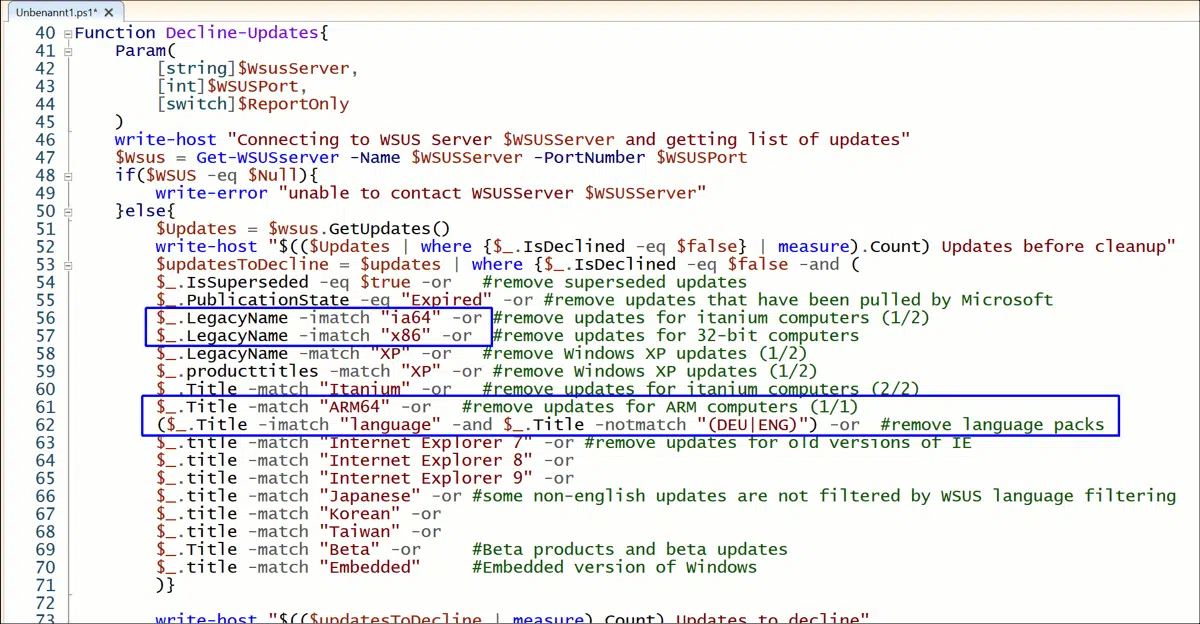 Unbenannt1.ps1* X
40 Function Decline-Updates{
41 Param(
42 [string]$WsusServer,
43 [int]$WSUSPort,
44 [switch]$ReportOnly
45 )
46 write-host "Connecting to WSUS Server $WSUSServer and getting list of updates"
47 $Wsus = Get-WSUSserver -Name $WSUSServer -PortNumber $WSUSPort
48 if($WSUS -eq $Null){
49 write-error "unable to contact WSUSServer $WSUSServer"
50 }else{
51 $Updates = $wsus.GetUpdates()
52 write-host "$(($Updates | where {$_.IsDeclined -eq $false} | measure).Count) Updates before cleanup"
53 $updatesToDecline = $updates | where {$_.IsDeclined -eq $false -and (
54 $_.IsSuperseded -eq $true -or #remove superseded updates
55 $_.PublicationState -eq "Expired" -or #remove updates that have been pulled by Microsoft
56 $_.LegacyName -imatch "ia64" -or #remove updates for itanium computers (1/2)
57 $_.LegacyName -imatch "x86" -or #remove updates for 32-bit computers
58 $_.LegacyName -match "XP" -or #remove Windows XP updates (1/2)
59 $_.producttitles -match "XP" -or #remove Windows XP updates (1/2)
60 $_.Title -match "Itanium" -or #remove updates for itanium computers (2/2)
61 $_.Title -match "ARM64" -or #remove updates for ARM computers (1/1)
62 ($_.Title -imatch "language" -and $_.Title -notmatch "(DEU|ENG)") -or #remove language packs
63 $_.title -match "Internet Explorer 7" -or #remove updates for old versions of IE
64 $_.title -match "Internet Explorer 8" -or
65 $_.title -match "Internet Explorer 9" -or
66 $_.title -match "Japanese" -or #some non-english updates are not filtered by WSUS language filtering
67 $_.title -match "Korean" -or
68 $_.title -match "Taiwan" -or
69 $_.Title -match "Beta" -or #Beta products and beta updates
70 $_.title -match "Embedded" #Embedded version of Windows
71 )}
72
73 write-host "$(($updatesToDecline | measure).Count) Updates to decline"